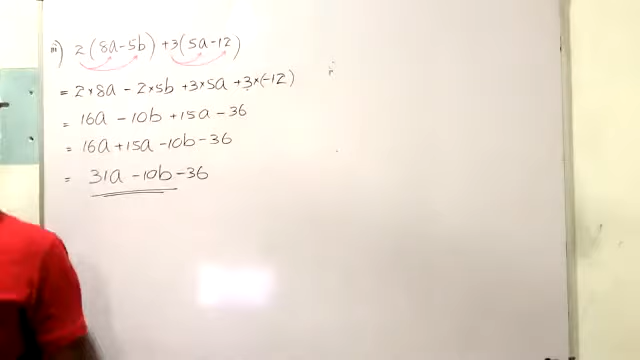 iii) 2(8a-5b) +3(5a-12)
= 2×8a - 2×5b +3×5a +3×(-12)
= 16a - 10b +15a - 36
= 16a +15a - 10b - 36
= 31a - 10b - 36